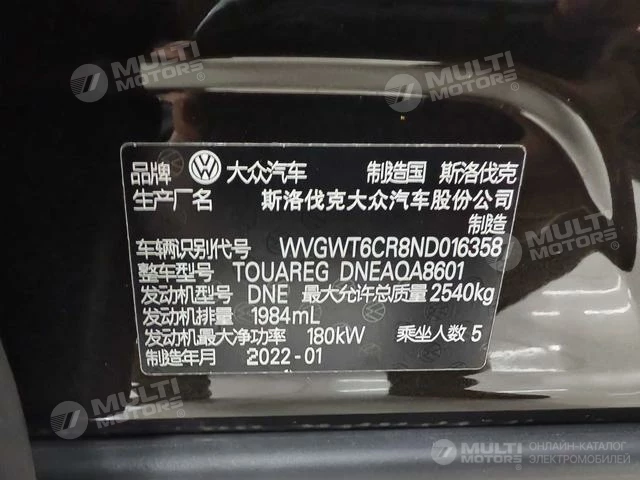 MULTI MOTORS®
MULTI MOTORS®
品牌 大众汽车 制造国 斯洛伐克
生产厂名 斯洛伐克大众汽车股份公司
制造
车辆识别代号 WVGWT6CR8ND016358
整车型号 TOUAREG DNEAQA8601
发动机型号 DNE 最大允许总质量 2540kg
发动机排量 1984mL
发动机最大净功率 180kW 乘坐人数 5
制造年月 2022-01
MULTI MOTORS®
MULTI MOTORS®
MULTI MOTORS
ОНЛАЙН-КАТАЛОГ
ЭЛЕКТРОМОБИЛЕЙ